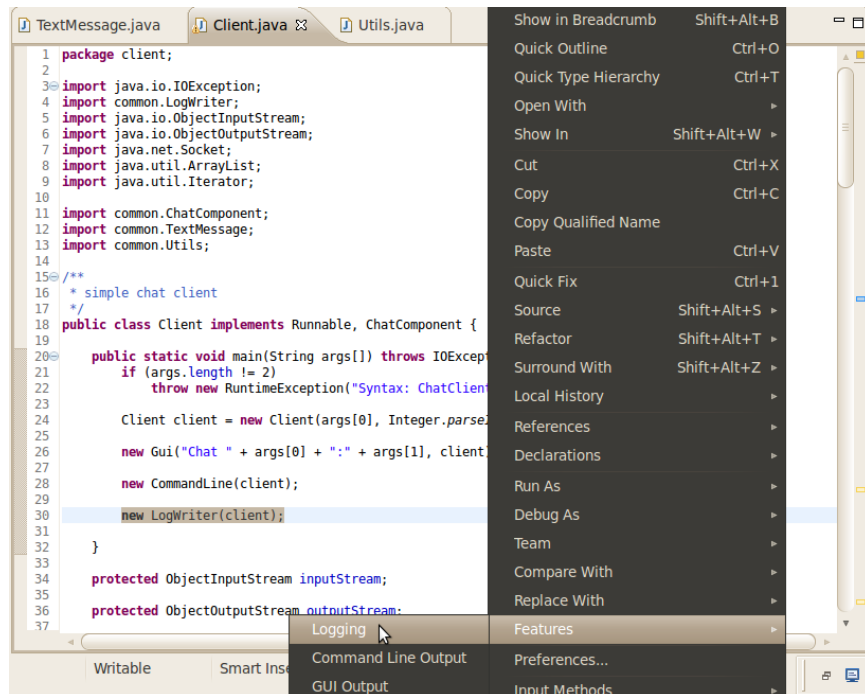 TextMessage.java
Client.java
Utils.java
1 package client;
2
3 import java.io.IOException;
4 import common.LogWriter;
5 import java.io.ObjectInputStream;
6 import java.io.ObjectOutputStream;
7 import java.net.Socket;
8 import java.util.ArrayList;
9 import java.util.Iterator;
10
11 import common.ChatComponent;
12 import common.TextMessage;
13 import common.Utils;
14
15 /**
16 * simple chat client
17 */
18 public class Client implements Runnable, ChatComponent {
19
20 public static void main(String args[]) throws IOExcept
21 if (args.length != 2)
22 throw new RuntimeException("Syntax: ChatClient
23
24 Client client = new Client(args[0], Integer.parse
25
26 new Gui("Chat " + args[0] + ":" + args[1], client)
27
28 new CommandLine(client);
29
30 new LogWriter(client);
31
32 }
33
34 protected ObjectInputStream inputStream;
35
36 protected ObjectOutputStream outputStream;
37
Show in Breadcrumb Shift+Alt+B
Quick Outline Ctrl+O
Quick Type Hierarchy Ctrl+T
Open With
Show In Shift+Alt+W
Cut Ctrl+X
Copy Ctrl+C
Copy Qualified Name
Paste Ctrl+V
Quick Fix Ctrl+1
Source Shift+Alt+S
Refactor Shift+Alt+T
Surround With Shift+Alt+Z
Local History
References
Declarations
Run As
Debug As
Team
Compare With
Replace With
Features
Preferences...
Input Methods
Logging
Command Line Output
GUI Output
Writable
Smart Inse